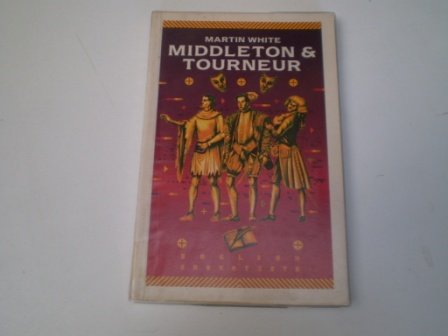 MARTIN WHITE
MIDDLETON &
TOURNEUR
ENGLISH
DRAMATISTS